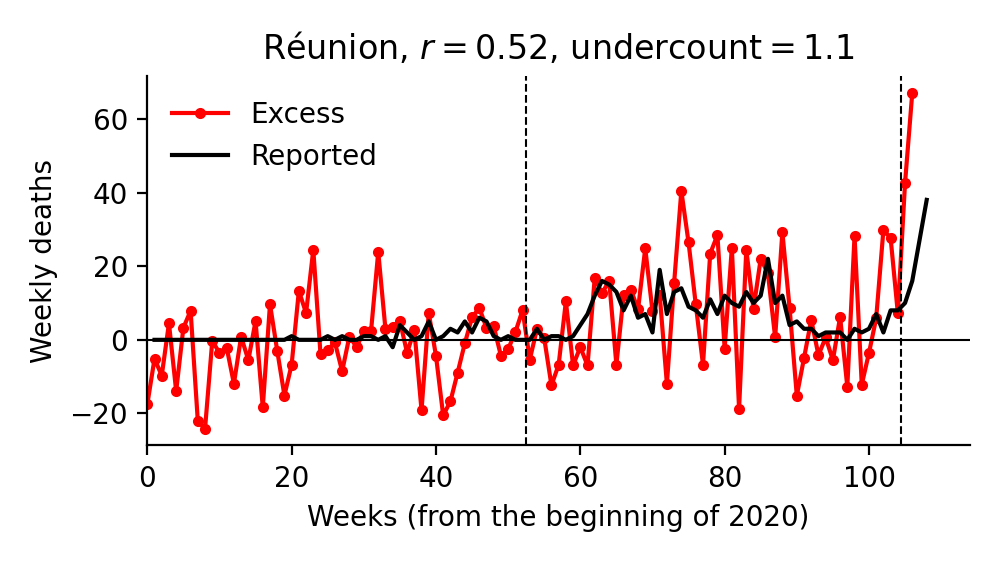 Réunion, r = 0.52, undercount = 1.1
Excess
Reported
Weekly deaths
60
40
20
0
−20
0 20 40 60 80 100
Weeks (from the beginning of 2020)